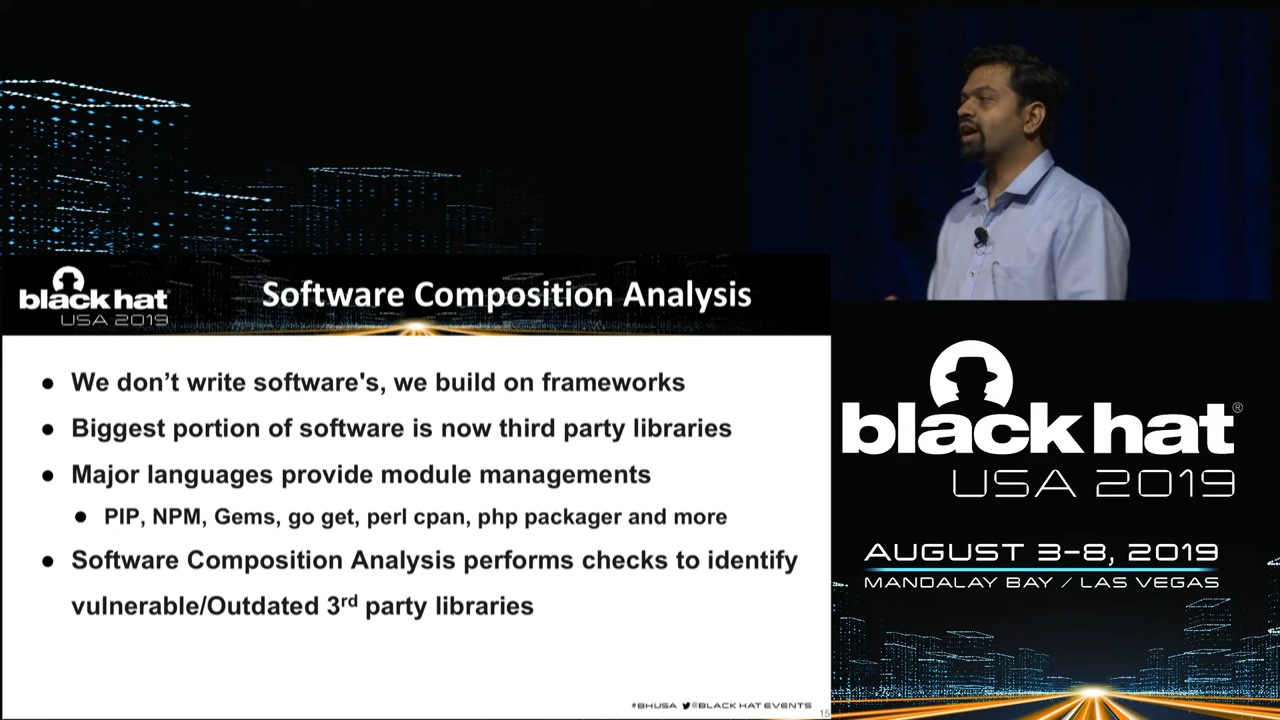 black hat
USA 2019
Software Composition Analysis
● We don’t write software's, we build on frameworks
● Biggest portion of software is now third party libraries
● Major languages provide module managements
● PIP, NPM, Gems, go get, perl cpan, php packager and more
● Software Composition Analysis performs checks to identify
vulnerable/Outdated 3rd party libraries
#BHUSA @BLACK HAT EVENTS
15
black hat®
USA 2019
AUGUST 3–8, 2019
MANDALAY BAY / LAS VEGAS